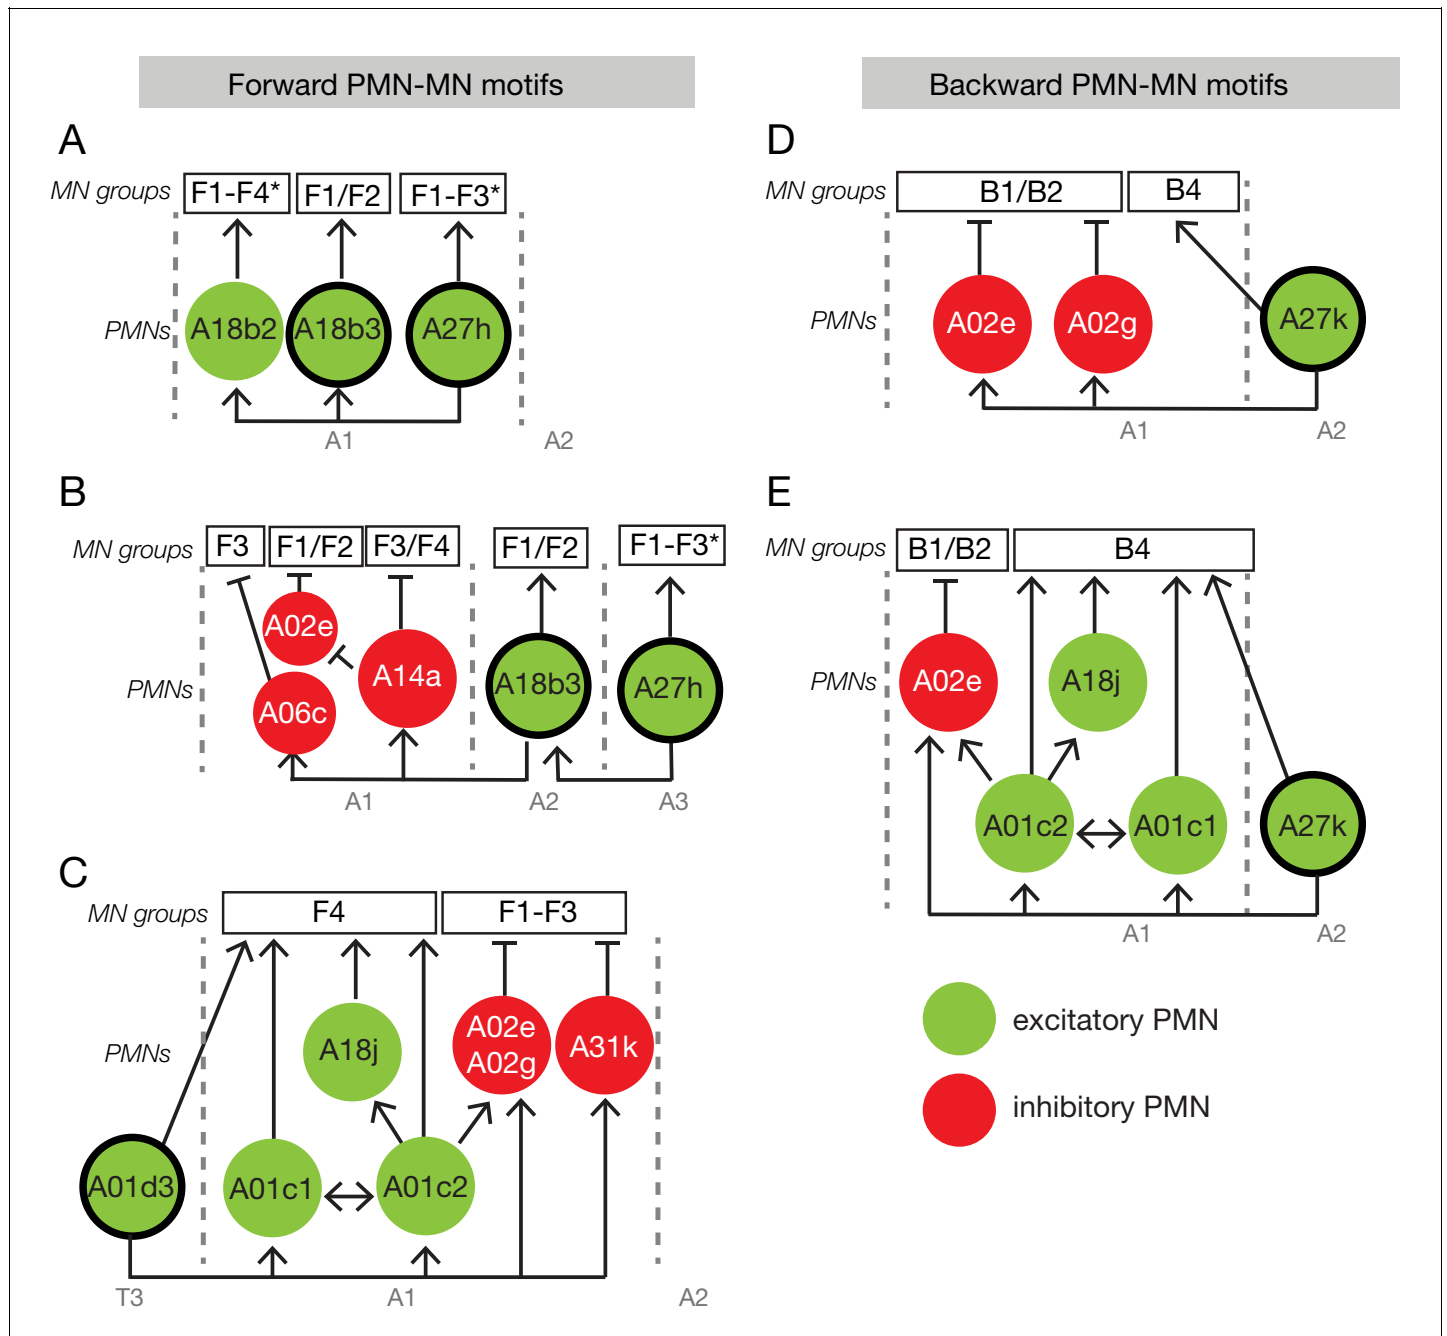 Forward PMN-MN motifs
A
MN groups F1-F4* F1/F2 F1-F3*
PMNs A18b2 A18b3 A27h
A1 A2
B
MN groups F3 F1/F2 F3/F4 F1/F2 F1-F3*
A02e
PMNs A14a A18b3 A27h
A06c
A1 A2 A3
C
MN groups F4 F1-F3
PMNs A18j A02e A31k
A02g
A01d3 A01c1 A01c2
T3 A1 A2
Backward PMN-MN motifs
D
MN groups B1/B2 B4
PMNs A02e A02g A27k
A1 A2
E
MN groups B1/B2 B4
PMNs A02e A18j
A01c2 A01c1 A27k
A1 A2
excitatory PMN
inhibitory PMN